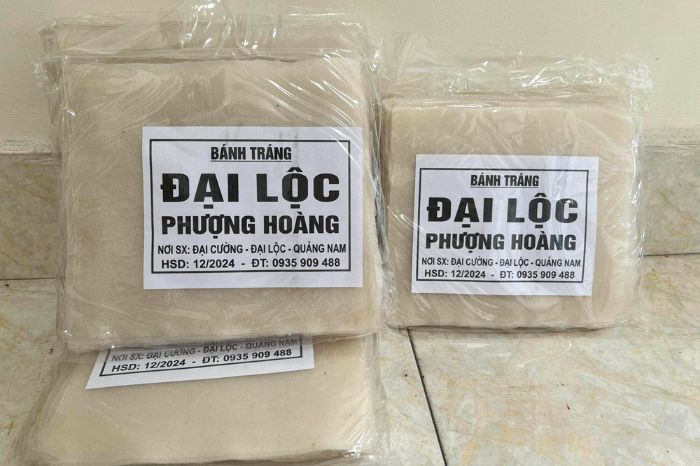 BÁNH TRÁNG
ĐẠI LỘC
PHƯỢNG HOÀNG
NƠI SX: ĐẠI CƯỜNG - ĐẠI LỘC - QUẢNG NAM
HSD: 12/2024 - ĐT: 0935 909 488
BÁNH TRÁNG
ĐẠI LỘC
PHƯỢNG HOÀNG
NƠI SX: ĐẠI CƯỜNG - ĐẠI LỘC - QUẢNG NAM
HSD: 12/2024 - ĐT: 0935 909 488
NƠI SX: ĐẠI CƯỜNG - ĐẠI LỘC - QUẢNG NAM
HSD: 12/2024 - ĐT: 0935 909 488